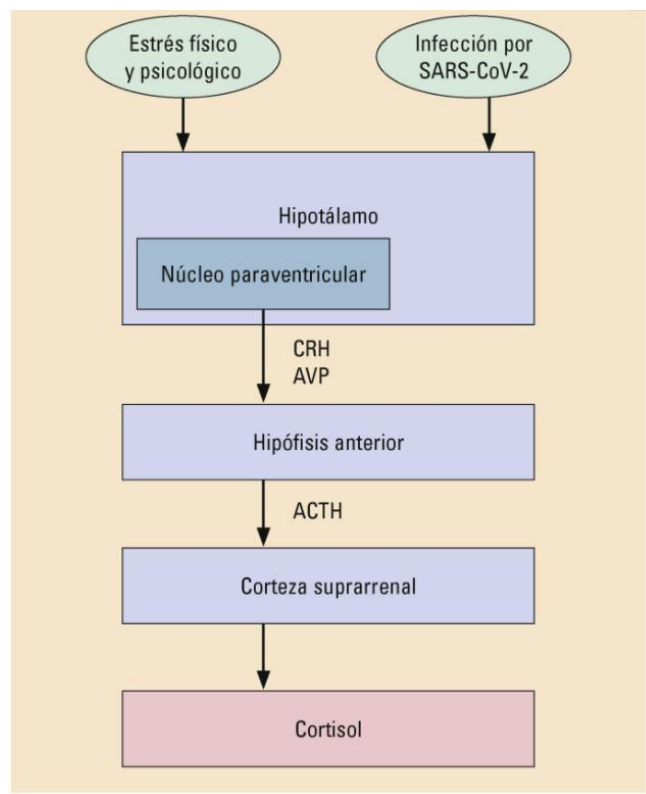 Estrés físico
y psicológico
Infección por
SARS-CoV-2
Hipotálamo
Núcleo paraventricular
CRH
AVP
Hipófisis anterior
ACTH
Corteza suprarrenal
Cortisol